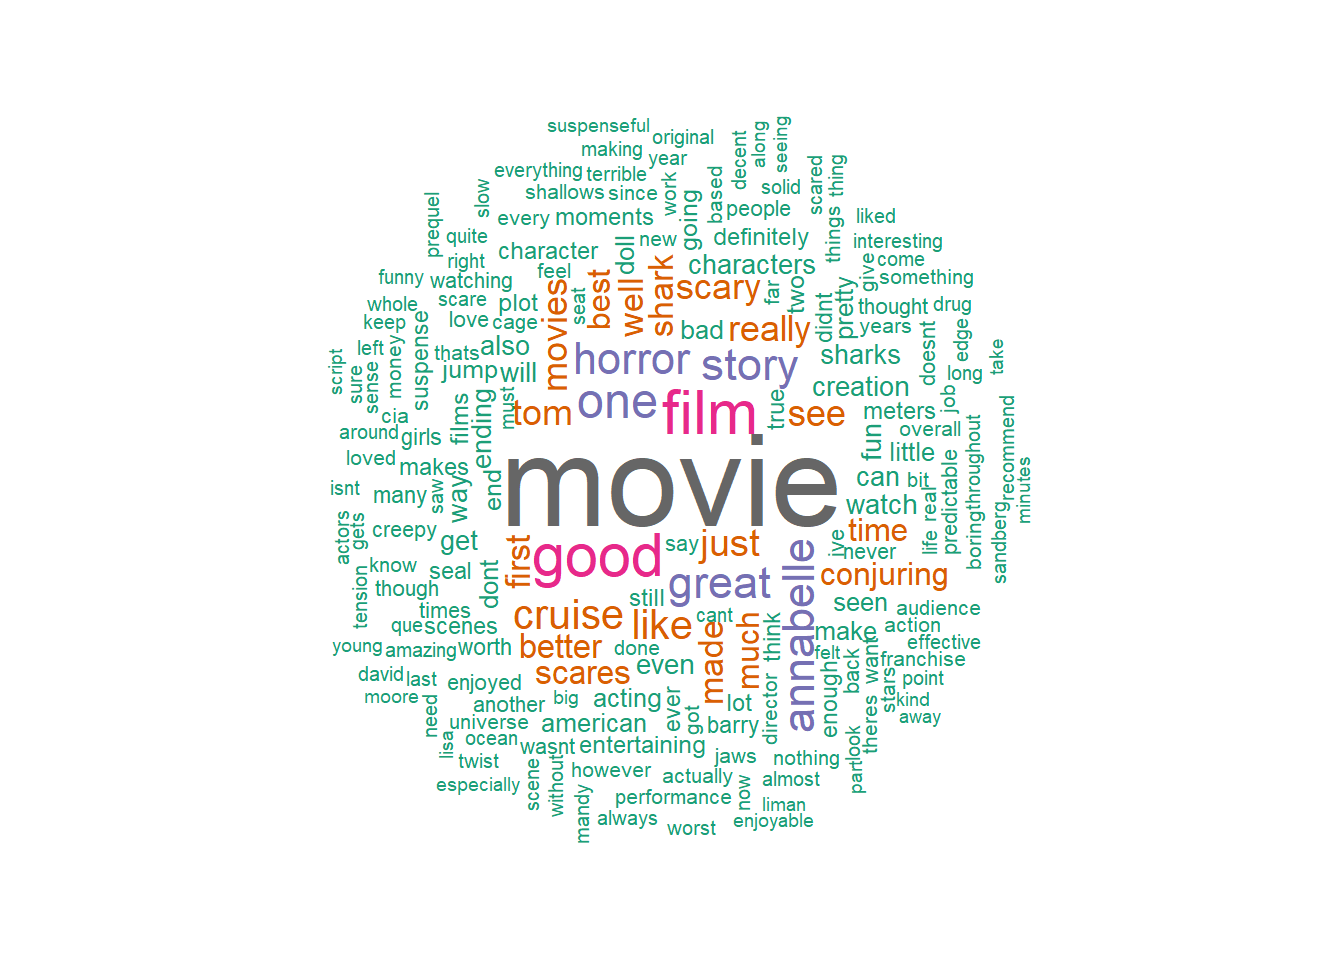 suspenseful
original
making
year
decent
along
seeing
everything
terrible
slow
shallows
since
work
based
solid
scared
thing
prequel
every
moments
going
people
liked
quite
character
doll
new
definitely
things
interesting
right
feel
characters
come
funny
watching
seat
best
well
shark
scary
far
two
give
something
whole
scare
plot
movies
didnt
pretty
thought
drug
keep
love
cage
bad
really
years
left
thats
also
horror
story
sharks
doesnt
edge
script
sure
sense
money
suspense
jump
will
creation
long
take
cia
films
ending
must
tom
one
film
true
see
meters
job
around
girls
fun
overall
loved
makes
movie
little
recommend
isnt
many
saw
way
end
can
bit
predictable
minutes
watch
life
real
boring
throughout
actors
gets
creepy
get
first
good
say
just
ive
time
never
sandberg
know
seal
dont
great
annabelle
conjuring
though
still
seen
audience
tension
times
cruise
like
cant
make
action
que
scenes
made
much
think
effective
young
amazing
worth
better
done
felt
back
want
franchise
david
last
enjoyed
scares
even
point
moore
big
acting
ever
lot
enough
stars
kind
need
another
got
director
away
universe
american
barry
theres
lisa
ocean
wasnt
entertaining
look
twist
jaws
nothing
part
especially
scene
without
however
actually
almost
performance
now
liman
mandy
always
worst
enjoyable